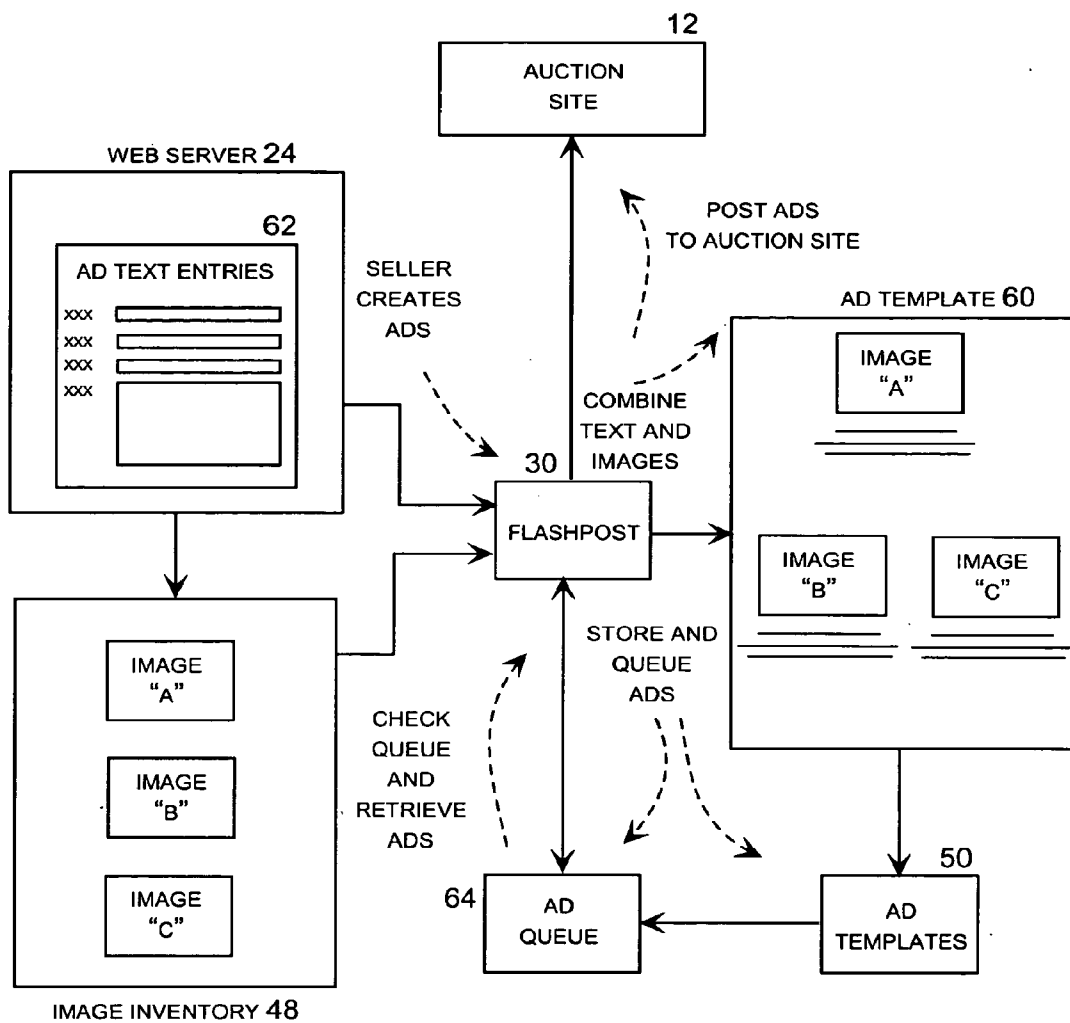 12
AUCTION
SITE
WEB SERVER 24
62
AD TEXT ENTRIES
xxx
xxx
xxx
xxx
SELLER
CREATES
ADS
POST ADS
TO AUCTION SITE
AD TEMPLATE 60
IMAGE
"A"
COMBINE
TEXT AND
IMAGES
30
FLASHPOST
IMAGE
"B"
IMAGE
"C"
IMAGE
"A"
IMAGE
"B"
IMAGE
"C"
IMAGE INVENTORY 48
CHECK
QUEUE
AND
RETRIEVE
ADS
STORE AND
QUEUE
ADS
64
AD
QUEUE
50
AD
TEMPLATES